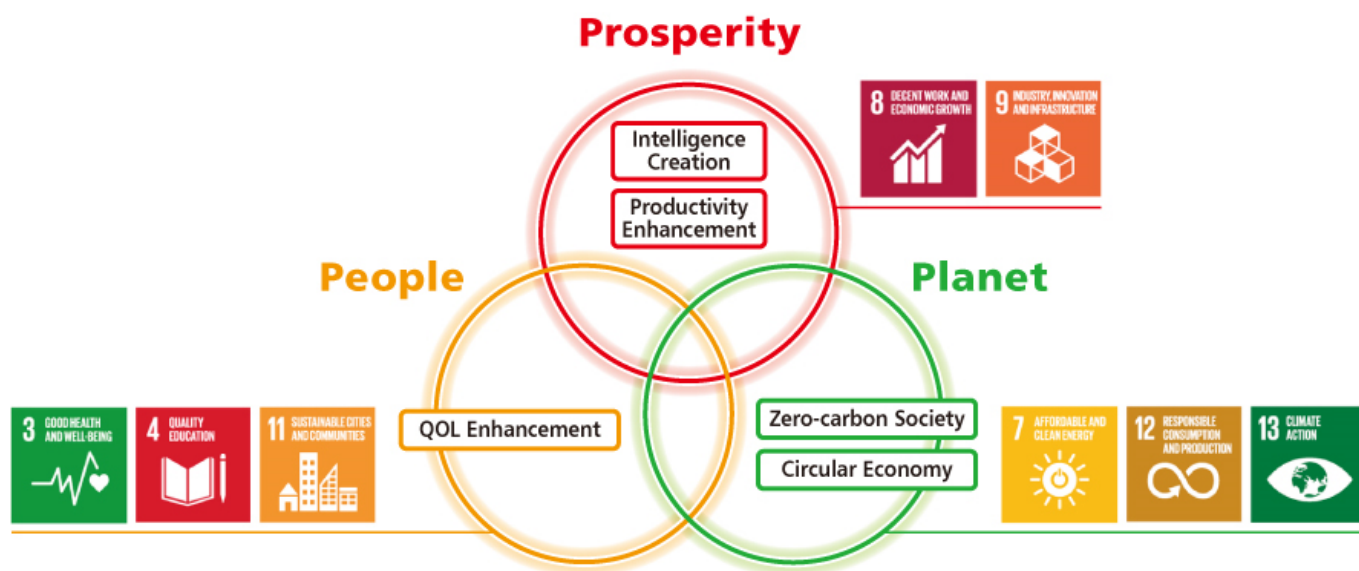 Prosperity
8 DECENT WORK AND
ECONOMIC GROWTH
9 INDUSTRY, INNOVATION
AND INFRASTRUCTURE
Intelligence
Creation
Productivity
Enhancement
People
Planet
3 GOOD HEALTH
AND WELL-BEING
4 QUALITY
EDUCATION
11 SUSTAINABLE CITIES
AND COMMUNITIES
QOL Enhancement
Zero-carbon Society
Circular Economy
7 AFFORDABLE AND
CLEAN ENERGY
12 RESPONSIBLE
CONSUMPTION
AND PRODUCTION
13 CLIMATE
ACTION